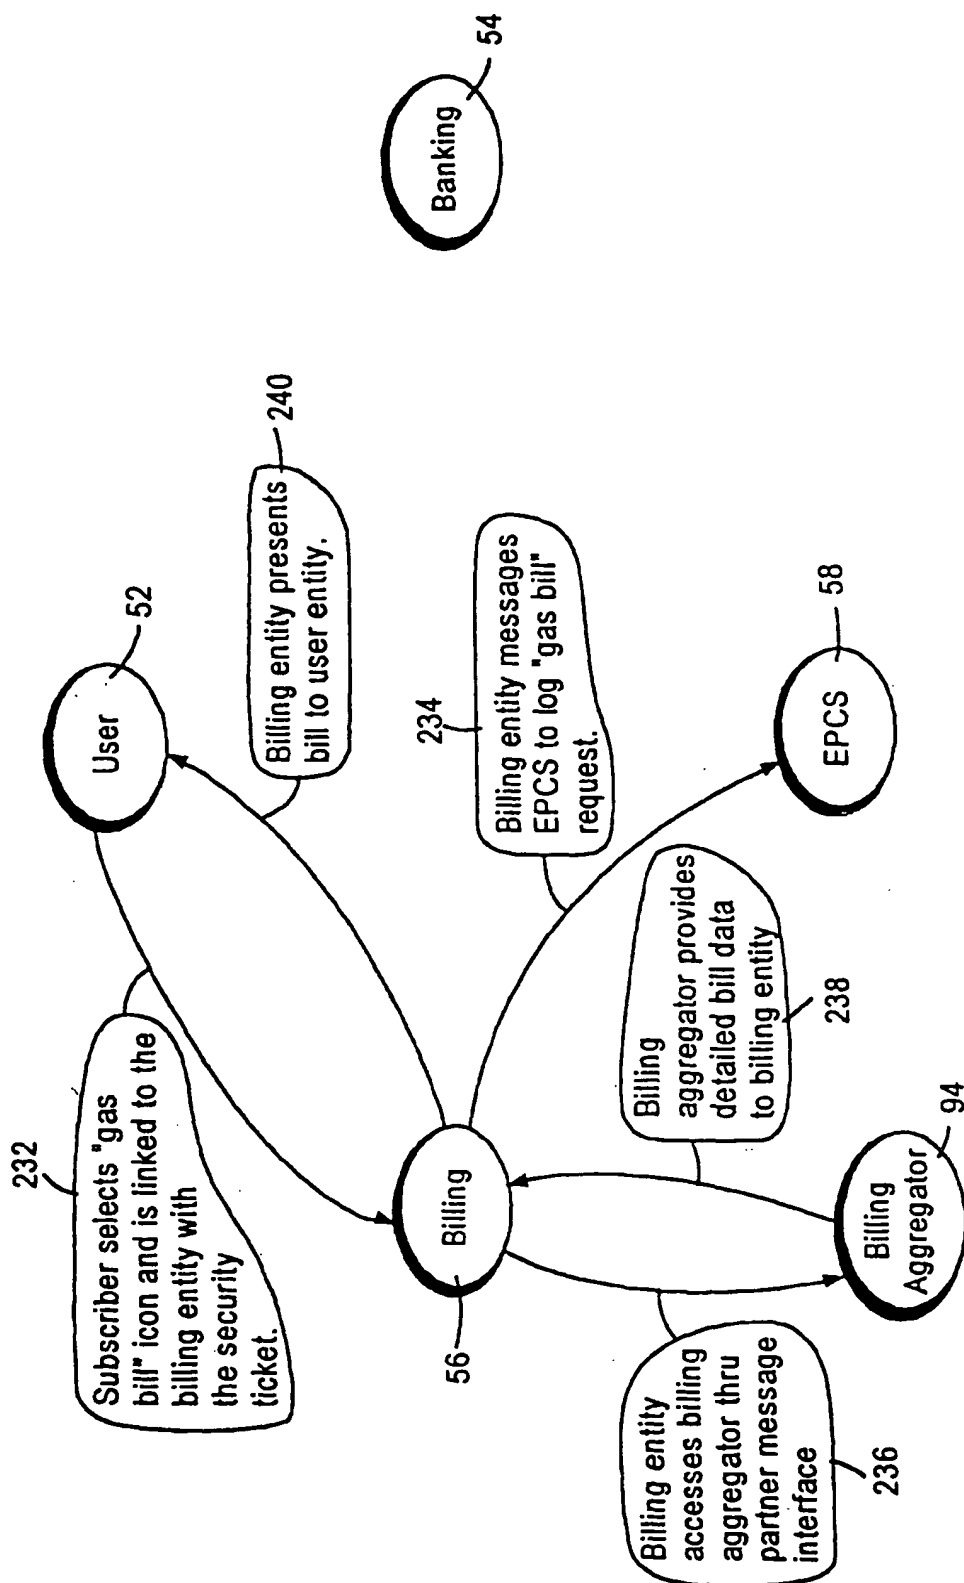 232
Subscriber selects "gas
bill" icon and is linked to the
billing entity with
the security
ticket.
User
52
Billing entity presents
bill to user entity.
240
Banking
54
Billing
56
234
Billing entity messages
EPCS to log "gas bill"
request.
Billing entity
accesses billing
aggregator thru
partner message
interface
236
Billing
aggregator provides
detailed bill data
to billing entity
238
Billing
Aggregator
94
EPCS
58